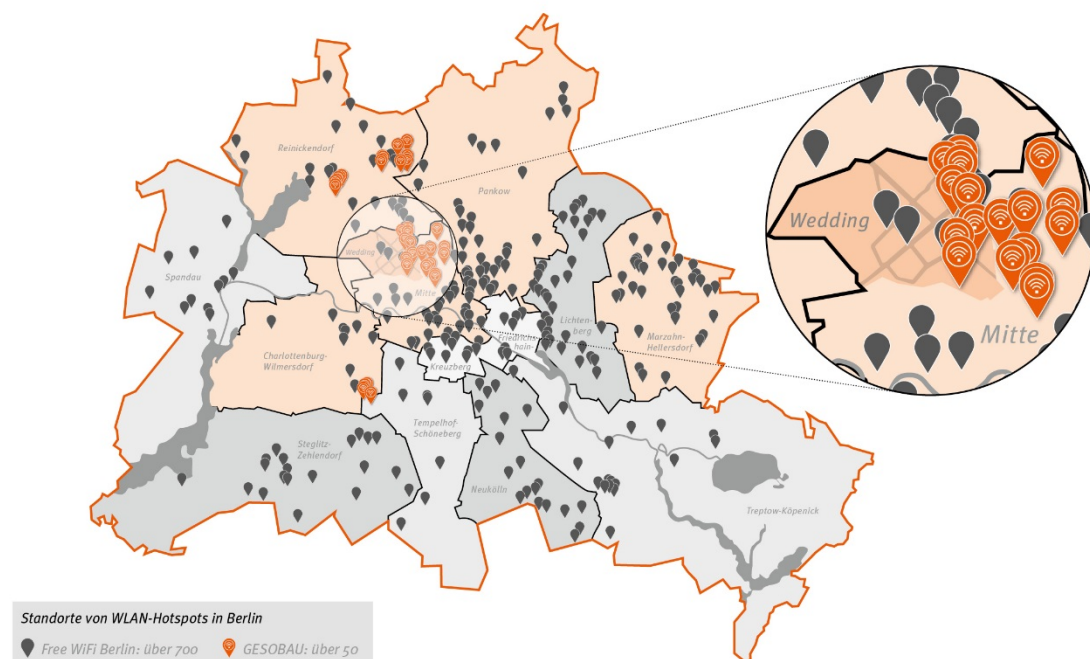 Reinickendorf
Pankow
Wedding
Spandau
Mitte
Lichten-
berg
Marzahn-
Hellersdorf
Friedrichs-
hain-
Kreuzberg
Charlottenburg-
Wilmersdorf
Tempelhof-
Schöneberg
Steglitz-
Zehlendorf
Neukölln
Treptow-Köpenick
Wedding
Mitte
Standorte von WLAN-Hotspots in Berlin
Free WiFi Berlin: über 700
GESOBAU: über 50